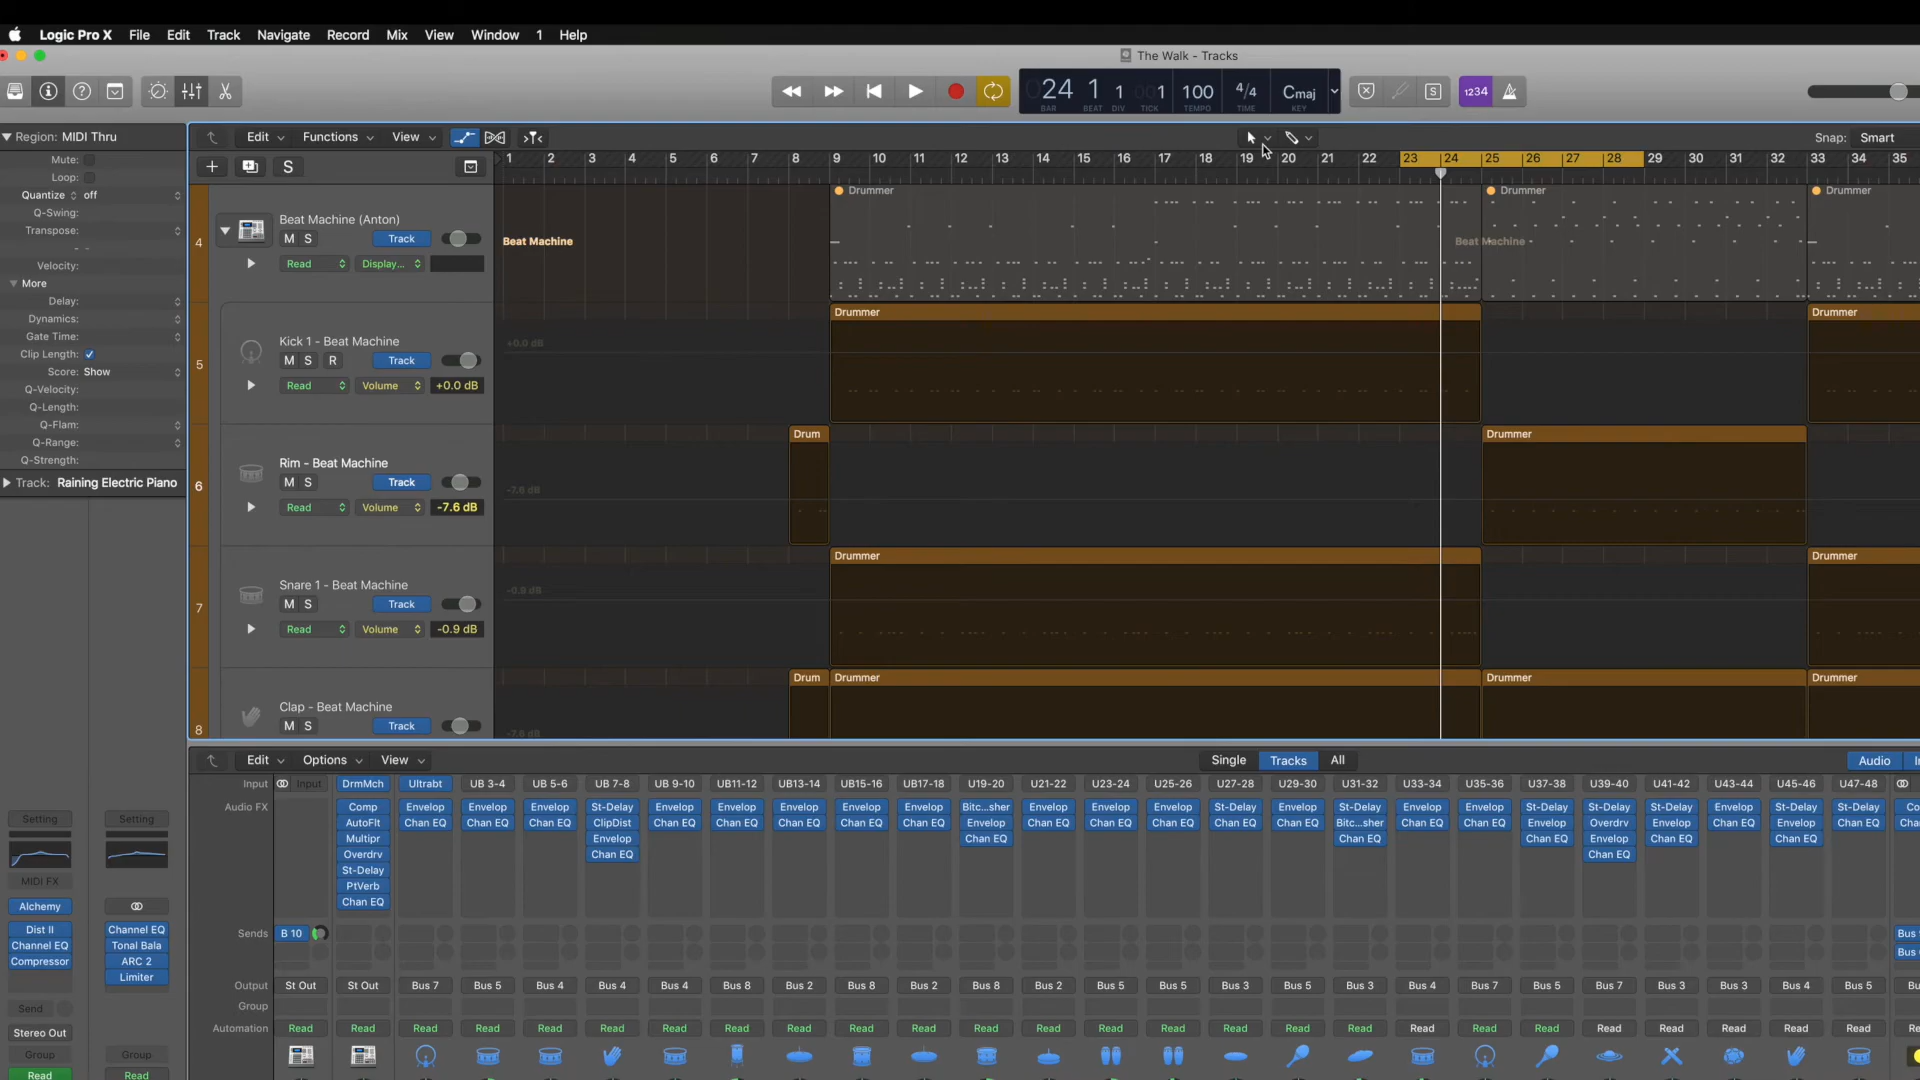 Logic Pro X File Edit Track Navigate Record Mix View Window 1 Help
The Walk - Tracks
24 1 1 1 100 4/4 Cmaj
BAR BEAT DIV TICK TEMPO TIME KEY
S 1234
Region: MIDI Thru
Edit Functions View
Snap: Smart
S
1 2 3 4 5 6 7 8 9 10 11 12 13 14 15 16 17 18 19 20 21 22 23 24 25 26 27 28 29 30 31 32 33 34 35
Mute:
Loop:
Quantize off
Q-Swing:
Transpose:
Velocity:
More
Delay:
Dynamics:
Gate Time:
Clip Length:
Score: Show
Q-Velocity:
Q-Length:
Q-Flam:
Q-Range:
Q-Strength:
Track: Raining Electric Piano
4
Beat Machine (Anton)
M S Track
Read Display...
Beat Machine
Drummer Drummer Drummer
Beat Machine
5
Kick 1 - Beat Machine
M S R Track
Read Volume +0.0 dB
Drummer Drummer
+0.0 dB
6
Rim - Beat Machine
M S Track
Read Volume -7.6 dB
Drum Drummer
-7.6 dB
7
Snare 1 - Beat Machine
M S Track
Read Volume -0.9 dB
Drummer Drummer
-0.9 dB
8
Clap - Beat Machine
M S Track
Drum Drummer Drummer Drummer
-7.6 dB
Edit Options View
Single Tracks All
Audio
Input Input DrmMch Ultrabt UB 3-4 UB 5-6 UB 7-8 UB 9-10 UB11-12 UB13-14 UB15-16 UB17-18 U19-20 U21-22 U23-24 U25-26 U27-28 U29-30 U31-32 U33-34 U35-36 U37-38 U39-40 U41-42 U43-44 U45-46 U47-48
Audio FX Comp Envelop Envelop Envelop St-Delay Envelop Envelop Envelop Envelop Envelop Bitc...sher Envelop Envelop Envelop St-Delay Envelop St-Delay Envelop Envelop St-Delay St-Delay St-Delay Envelop St-Delay St-Delay
AutoFlt Chan EQ Chan EQ Chan EQ ClipDist Chan EQ Chan EQ Chan EQ Chan EQ Chan EQ Envelop Chan EQ Chan EQ Chan EQ Chan EQ Chan EQ Bitc...sher Chan EQ Chan EQ Envelop Overdrv Envelop Chan EQ Envelop Chan EQ
Multipr Envelop Chan EQ Chan EQ Chan EQ Envelop Chan EQ Chan EQ
Overdrv Chan EQ Chan EQ
St-Delay
PtVerb
Chan EQ
Setting Setting
MIDI FX
Alchemy
Dist II Channel EQ
Channel EQ Tonal Bala
Compressor ARC 2
Limiter
Send
Stereo Out
Group Group
Read Read
Sends B 10 Bus
Bus
Output St Out St Out Bus 7 Bus 5 Bus 4 Bus 4 Bus 4 Bus 8 Bus 2 Bus 8 Bus 2 Bus 8 Bus 2 Bus 5 Bus 5 Bus 3 Bus 5 Bus 3 Bus 4 Bus 7 Bus 5 Bus 7 Bus 3 Bus 3 Bus 4 Bus 5
Group
Automation Read Read Read Read Read Read Read Read Read Read Read Read Read Read Read Read Read Read Read Read Read Read Read Read Read Read